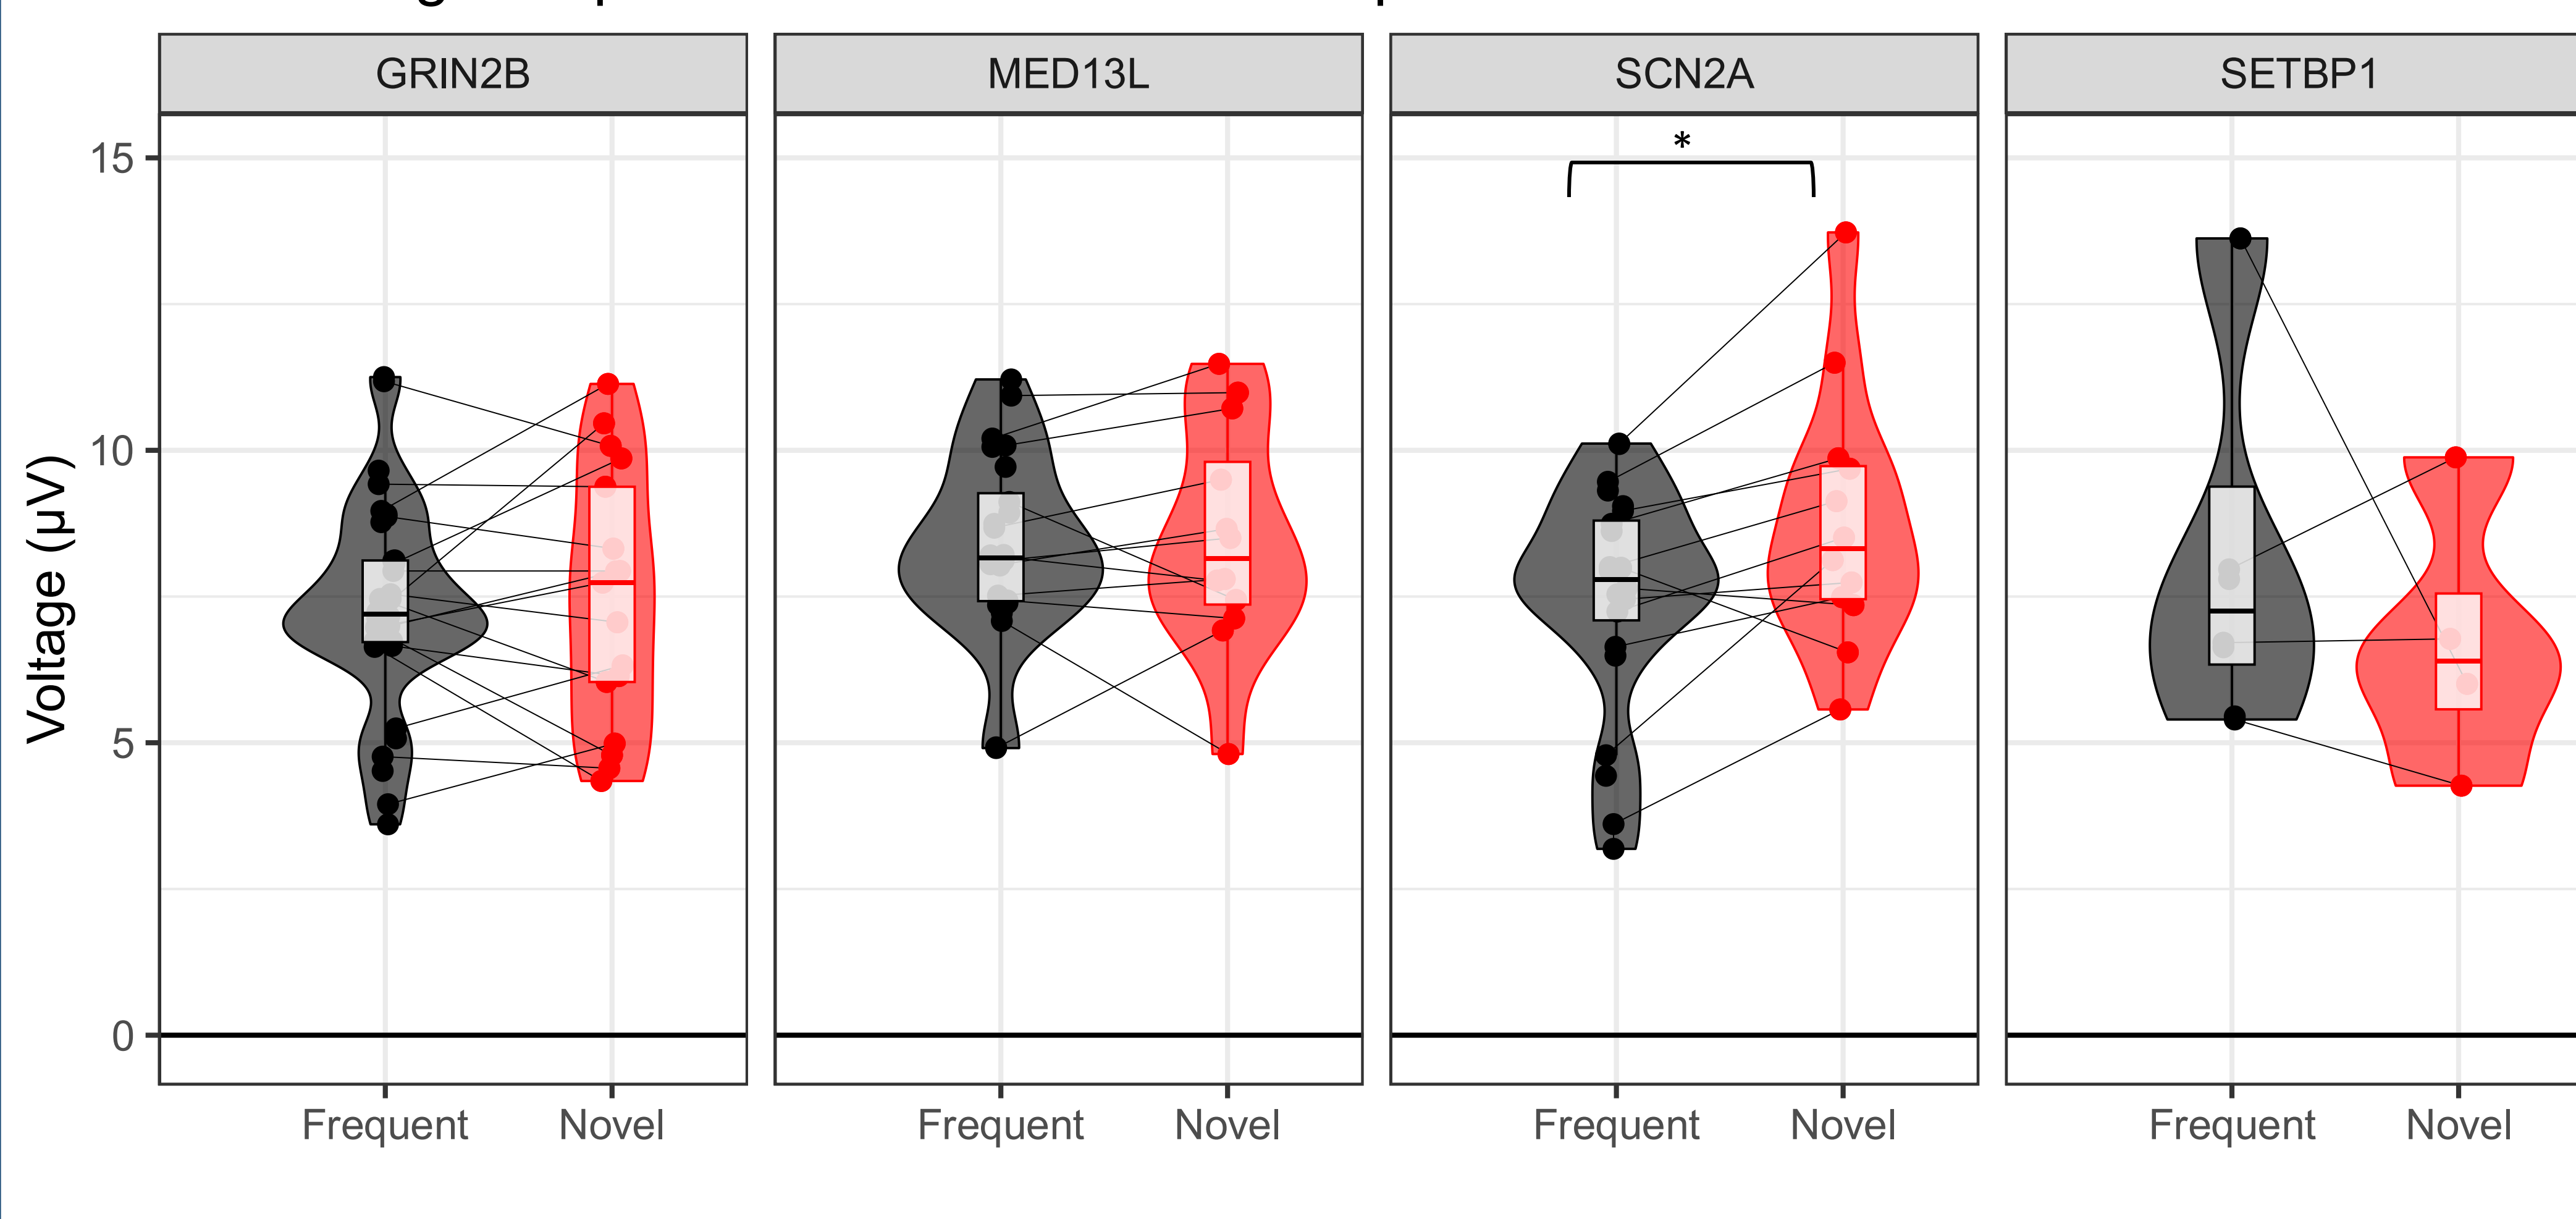 GRIN2B MED13L SCN2A SETBP1
*
15
10
5
0
Voltage (µV)
Frequent Novel Frequent Novel Frequent Novel Frequent Novel